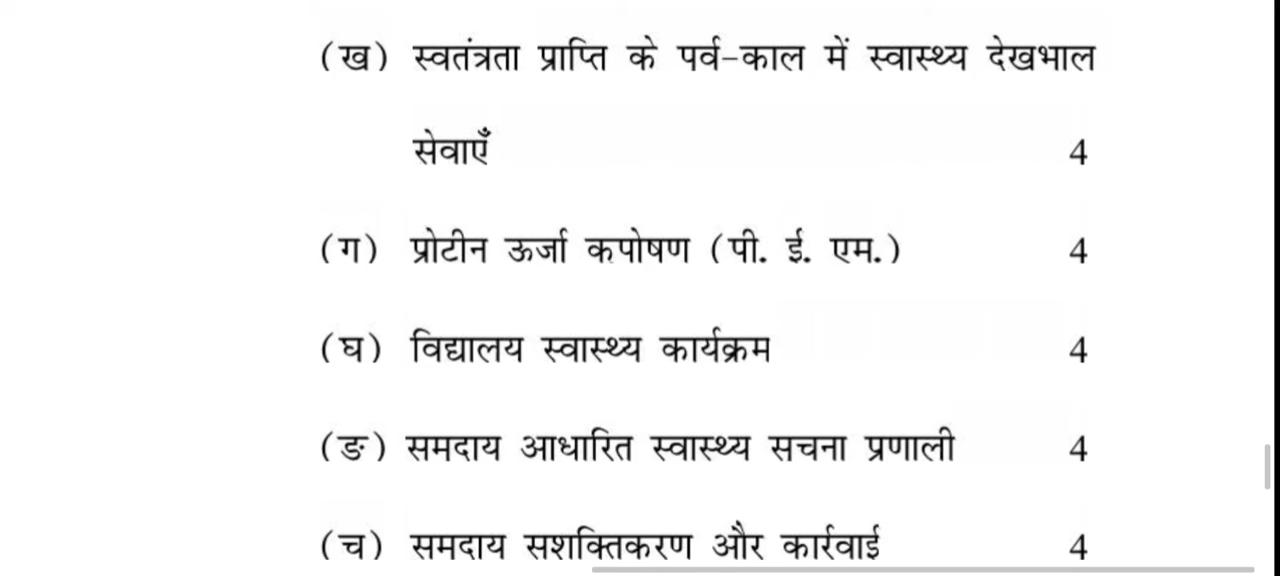 (ख) स्वतंत्रता प्राप्ति के पर्व-काल में स्वास्थ्य देखभाल
सेवाएँ 4
(ग) प्रोटीन ऊर्जा कपोषण (पी. ई. एम.) 4
(घ) विद्यालय स्वास्थ्य कार्यक्रम 4
(ङ) समदाय आधारित स्वास्थ्य सचना प्रणाली 4
(च) समदाय सशक्तिकरण और कार्रवाई 4